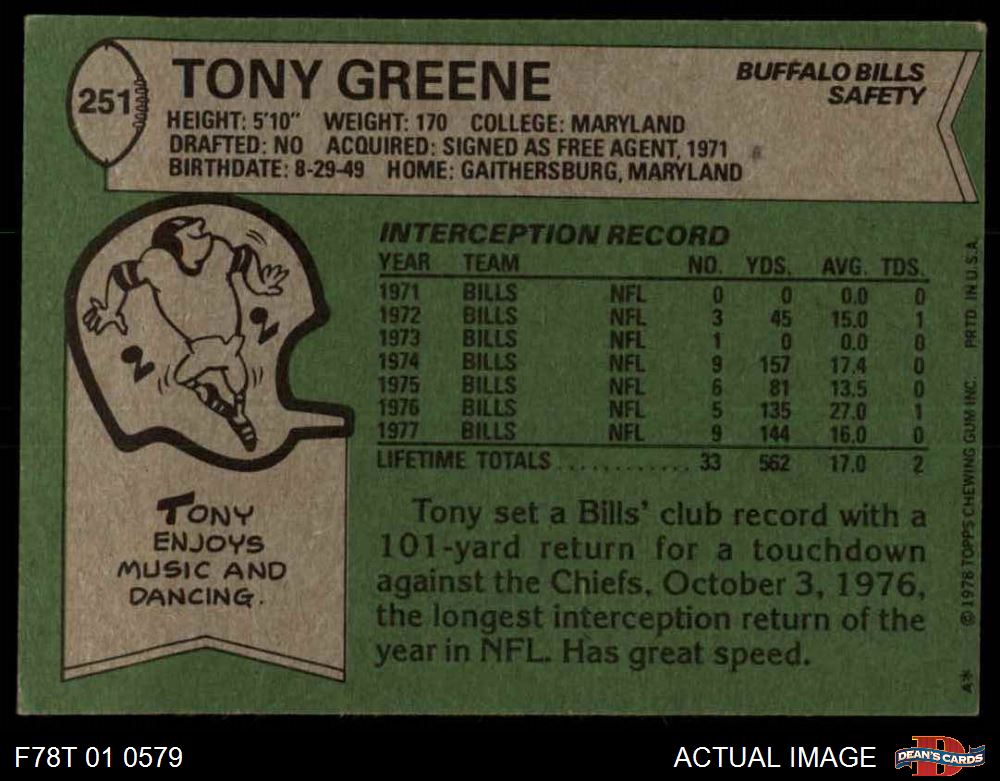 251
TONY GREENE
BUFFALO BILLS
SAFETY
HEIGHT: 5'10" WEIGHT: 170 COLLEGE: MARYLAND
DRAFTED: NO ACQUIRED: SIGNED AS FREE AGENT, 1971
BIRTHDATE: 8-29-49 HOME: GAITHERSBURG, MARYLAND
INTERCEPTION RECORD
YEAR TEAM NO. YDS. AVG. TDS.
1971 BILLS NFL 0 0 0.0 0
1972 BILLS NFL 3 45 15.0 1
1973 BILLS NFL 1 0 0.0 0
1974 BILLS NFL 9 157 17.4 0
1975 BILLS NFL 6 81 13.5 0
1976 BILLS NFL 5 135 27.0 1
1977 BILLS NFL 9 144 16.0 0
LIFETIME TOTALS ............ 33 562 17.0 2
TONY
ENJOYS
MUSIC AND
DANCING.
Tony set a Bills' club record with a
101-yard return for a touchdown
against the Chiefs, October 3, 1976,
the longest interception return of the
year in NFL. Has great speed.
A* © 1978 TOPPS CHEWING GUM INC. PRTD. IN U.S.A.
F78T 01 0579
ACTUAL IMAGE
D
DEAN'S CARDS